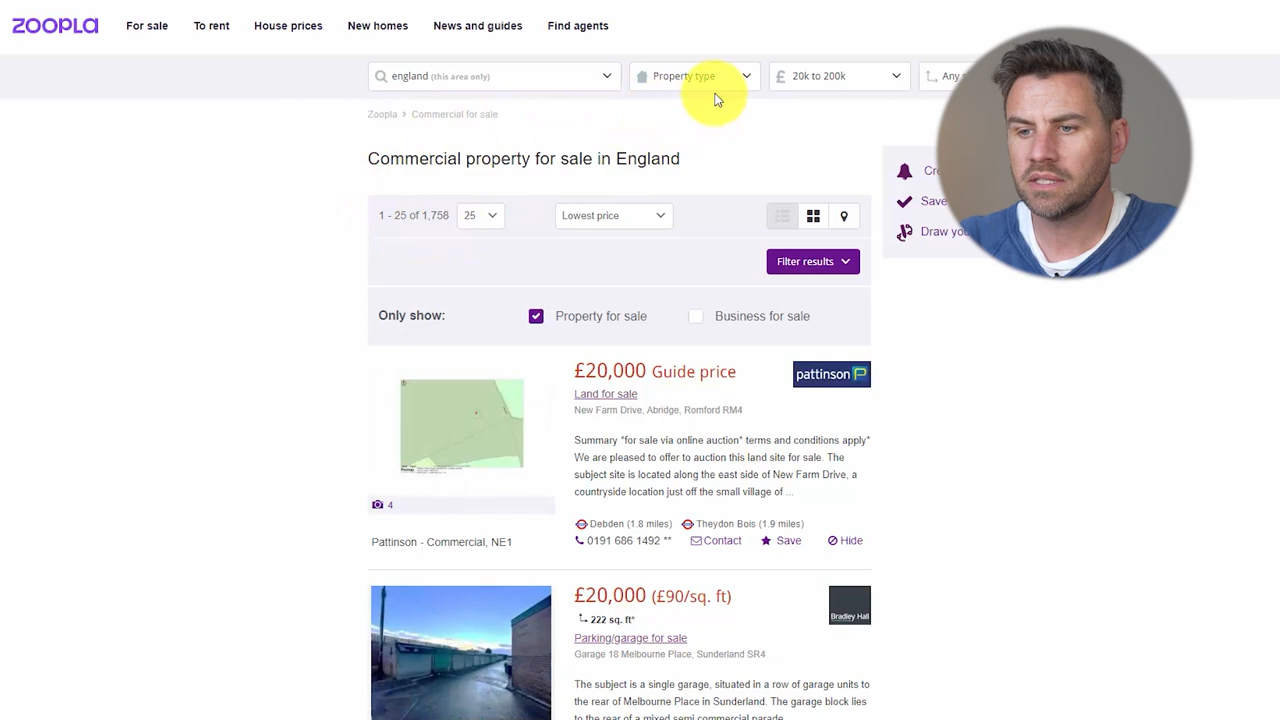 Zoopla For sale To rent House prices New homes News and guides Find agents
england (this area only) Property type £ 20k to 200k Any
Zoopla > Commercial for sale
Commercial property for sale in England
1 - 25 of 1,758 25 Lowest price
Save
Draw
Filter results
Only show: Property for sale Business for sale
£20,000 Guide price
pattinson
Land for sale
New Farm Drive, Abridge, Romford RM4
Summary *for sale via online auction* terms and conditions apply*
We are pleased to offer to auction this land site for sale. The
subject site is located along the east side of New Farm Drive, a
countryside location just off the small village of ...
4
Debden (1.8 miles) Theydon Bois (1.9 miles)
Pattinson - Commercial, NE1
0191 686 1492 ** Contact Save Hide
£20,000 (£90/sq. ft)
222 sq. ft*
Bradley Hall
Parking/garage for sale
Garage 18 Melbourne Place, Sunderland SR4
The subject is a single garage, situated in a row of garage units to
the rear of Melbourne Place in Sunderland. The garage block lies
to the rear of a mixed semi commercial parade